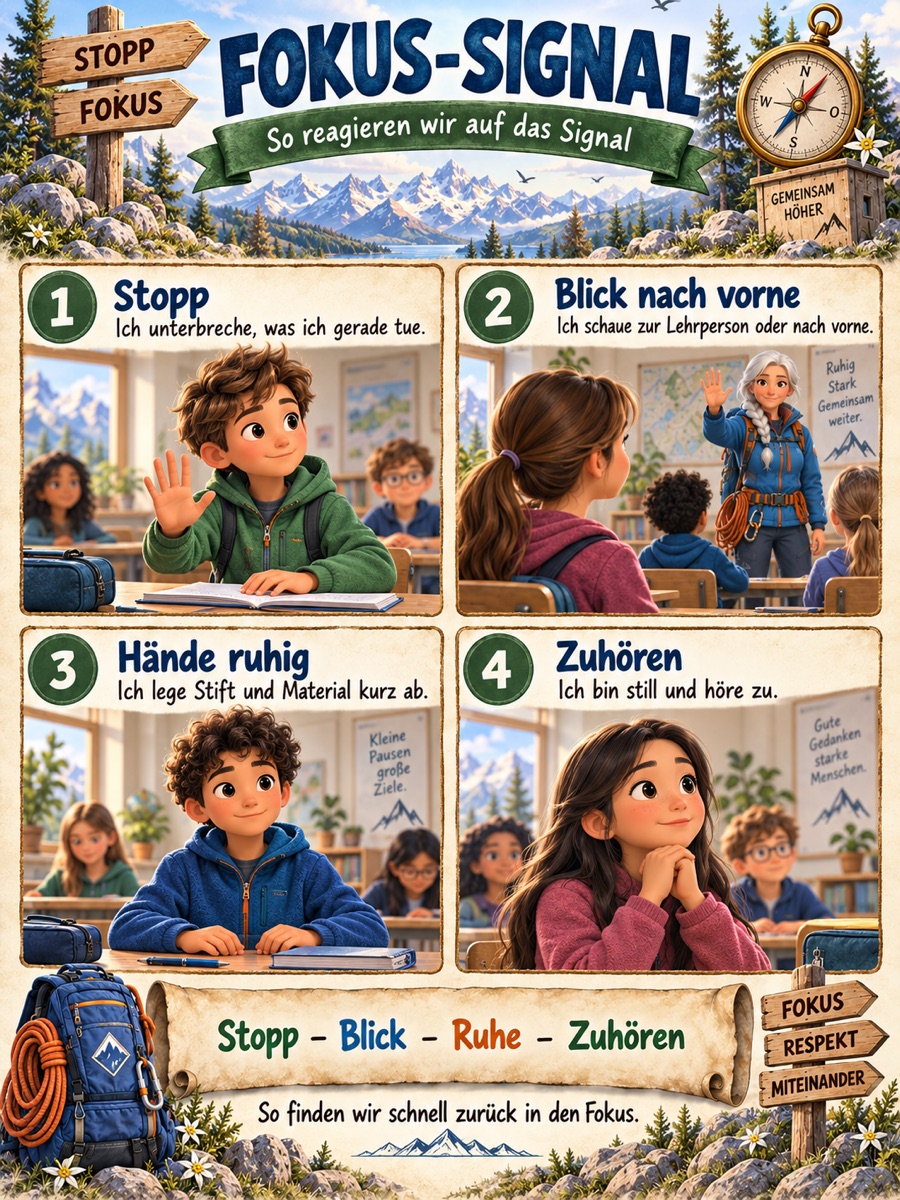 STOPP
FOKUS
FOKUS-SIGNAL
So reagieren wir auf das Signal
N
W
O
S
GEMEINSAM
HÖHER
1
Stopp
Ich unterbreche, was ich gerade tue.
2
Blick nach vorne
Ich schaue zur Lehrperson oder nach vorne.
Ruhig
Stark
Gemeinsam
weiter.
3
Hände ruhig
Ich lege Stift und Material kurz ab.
Kleine
Pausen
große
Ziele.
4
Zuhören
Ich bin still und höre zu.
Gute
Gedanken
starke
Menschen.
Stopp – Blick – Ruhe – Zuhören
So finden wir schnell zurück in den Fokus.
FOKUS
RESPEKT
MITEINANDER